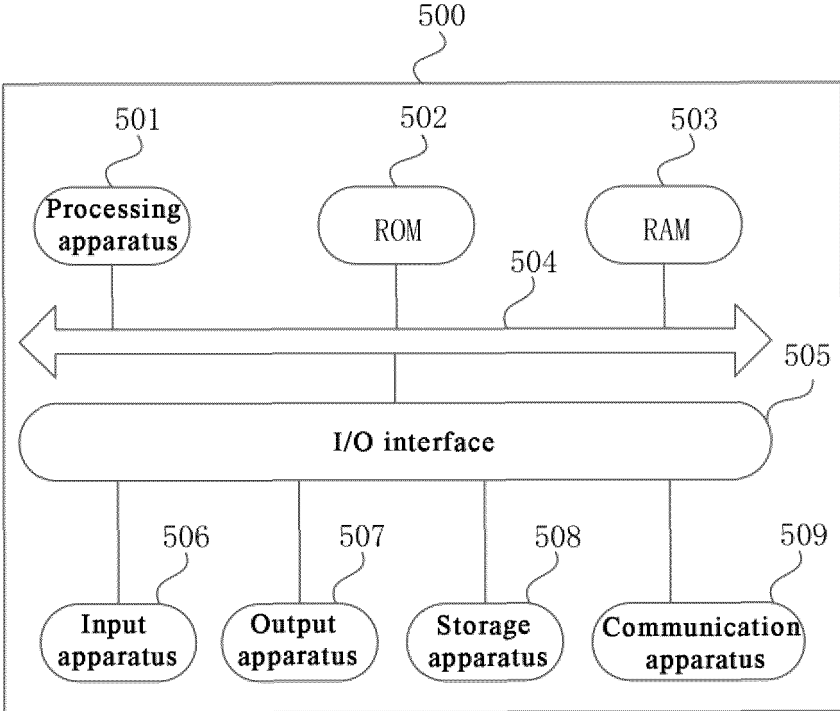 500
501
502
503
Processing
apparatus
ROM
RAM
504
505
I/O interface
506
507
508
509
Input
apparatus
Output
apparatus
Storage
apparatus
Communication
apparatus